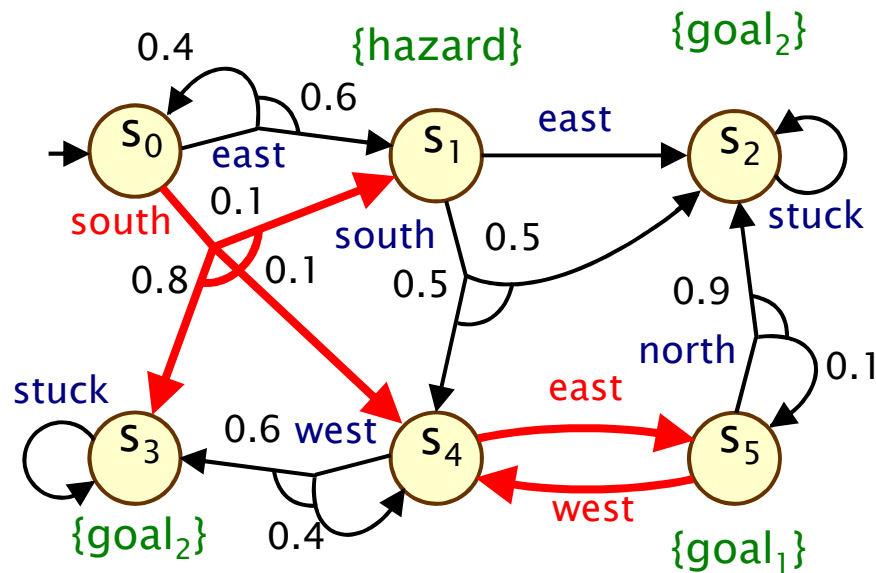 0.4
{hazard}
{goal₂}
0.6
s₀
east
s₁
east
s₂
south
0.1
south
0.5
stuck
0.8
0.1
0.5
0.9
north
0.1
stuck
east
s₃
0.6
west
s₄
s₅
{goal₂}
0.4
west
{goal₁}